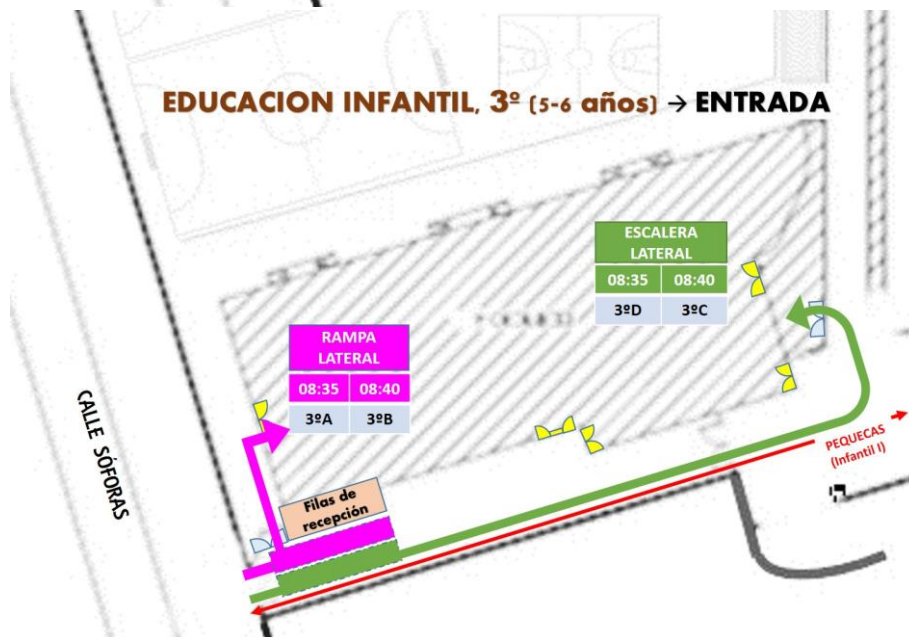 EDUCACION INFANTIL, 3º (5-6 años) → ENTRADA
ESCALERA
LATERAL
08:35 08:40
3ºD 3ºC
RAMPA
LATERAL
08:35 08:40
3ºA 3ºB
CALLE SÓFORAS
PEQUECAS
(Infantil I)
Filas de
recepción